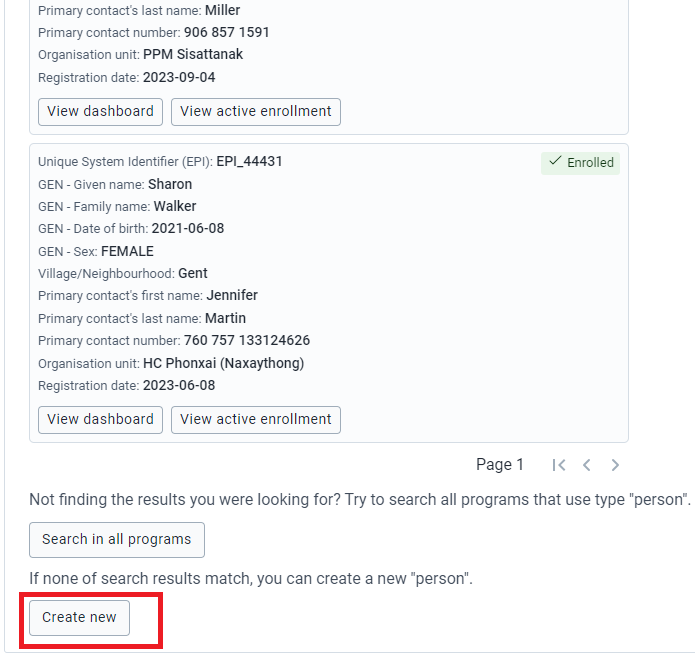 Primary contact's last name: Miller
Primary contact number: 906 857 1591
Organisation unit: PPM Sisattanak
Registration date: 2023-09-04
View dashboard View active enrollment
Unique System Identifier (EPI): EPI_44431 Enrolled
GEN - Given name: Sharon
GEN - Family name: Walker
GEN - Date of birth: 2021-06-08
GEN - Sex: FEMALE
Village/Neighbourhood: Gent
Primary contact's first name: Jennifer
Primary contact's last name: Martin
Primary contact number: 760 757 133124626
Organisation unit: HC Phonxai (Naxaythong)
Registration date: 2023-06-08
View dashboard View active enrollment
Page 1
Not finding the results you were looking for? Try to search all programs that use type "person".
Search in all programs
If none of search results match, you can create a new "person".
Create new